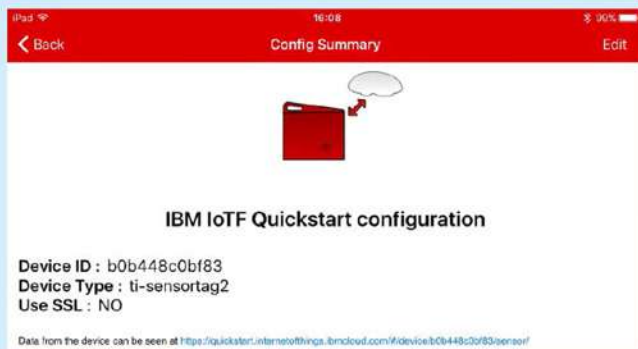 iPad 16:08 90%
Back Config Summary Edit
IBM IoTF Quickstart configuration
Device ID : b0b448c0bf83
Device Type : ti-sensortag2
Use SSL : NO
Data from the device can be seen at https://quickstart.internetofthings.ibmcloud.com/#/device/b0b448c0bf83/sensor/